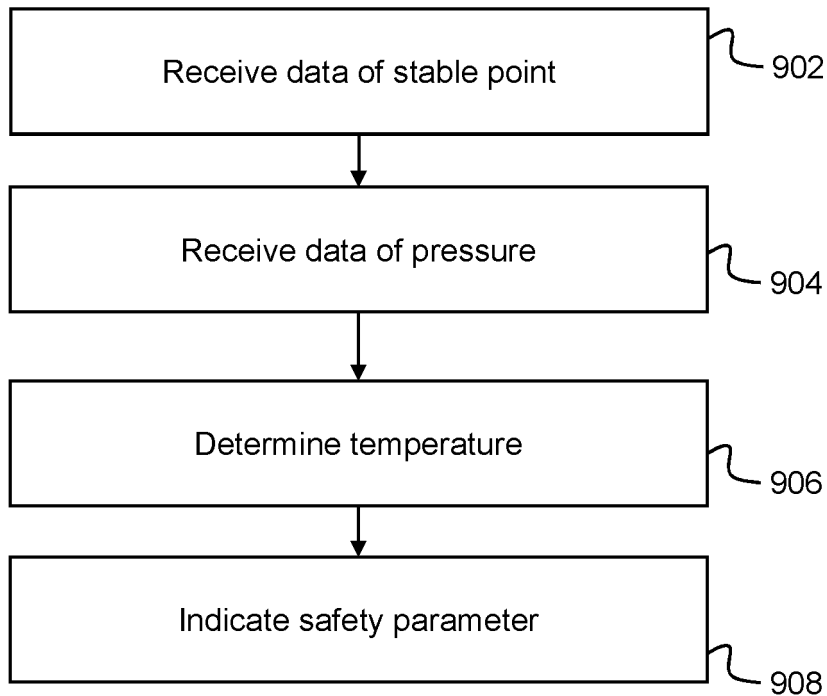 Receive data of stable point
902
Receive data of pressure
904
Determine temperature
906
Indicate safety parameter
908